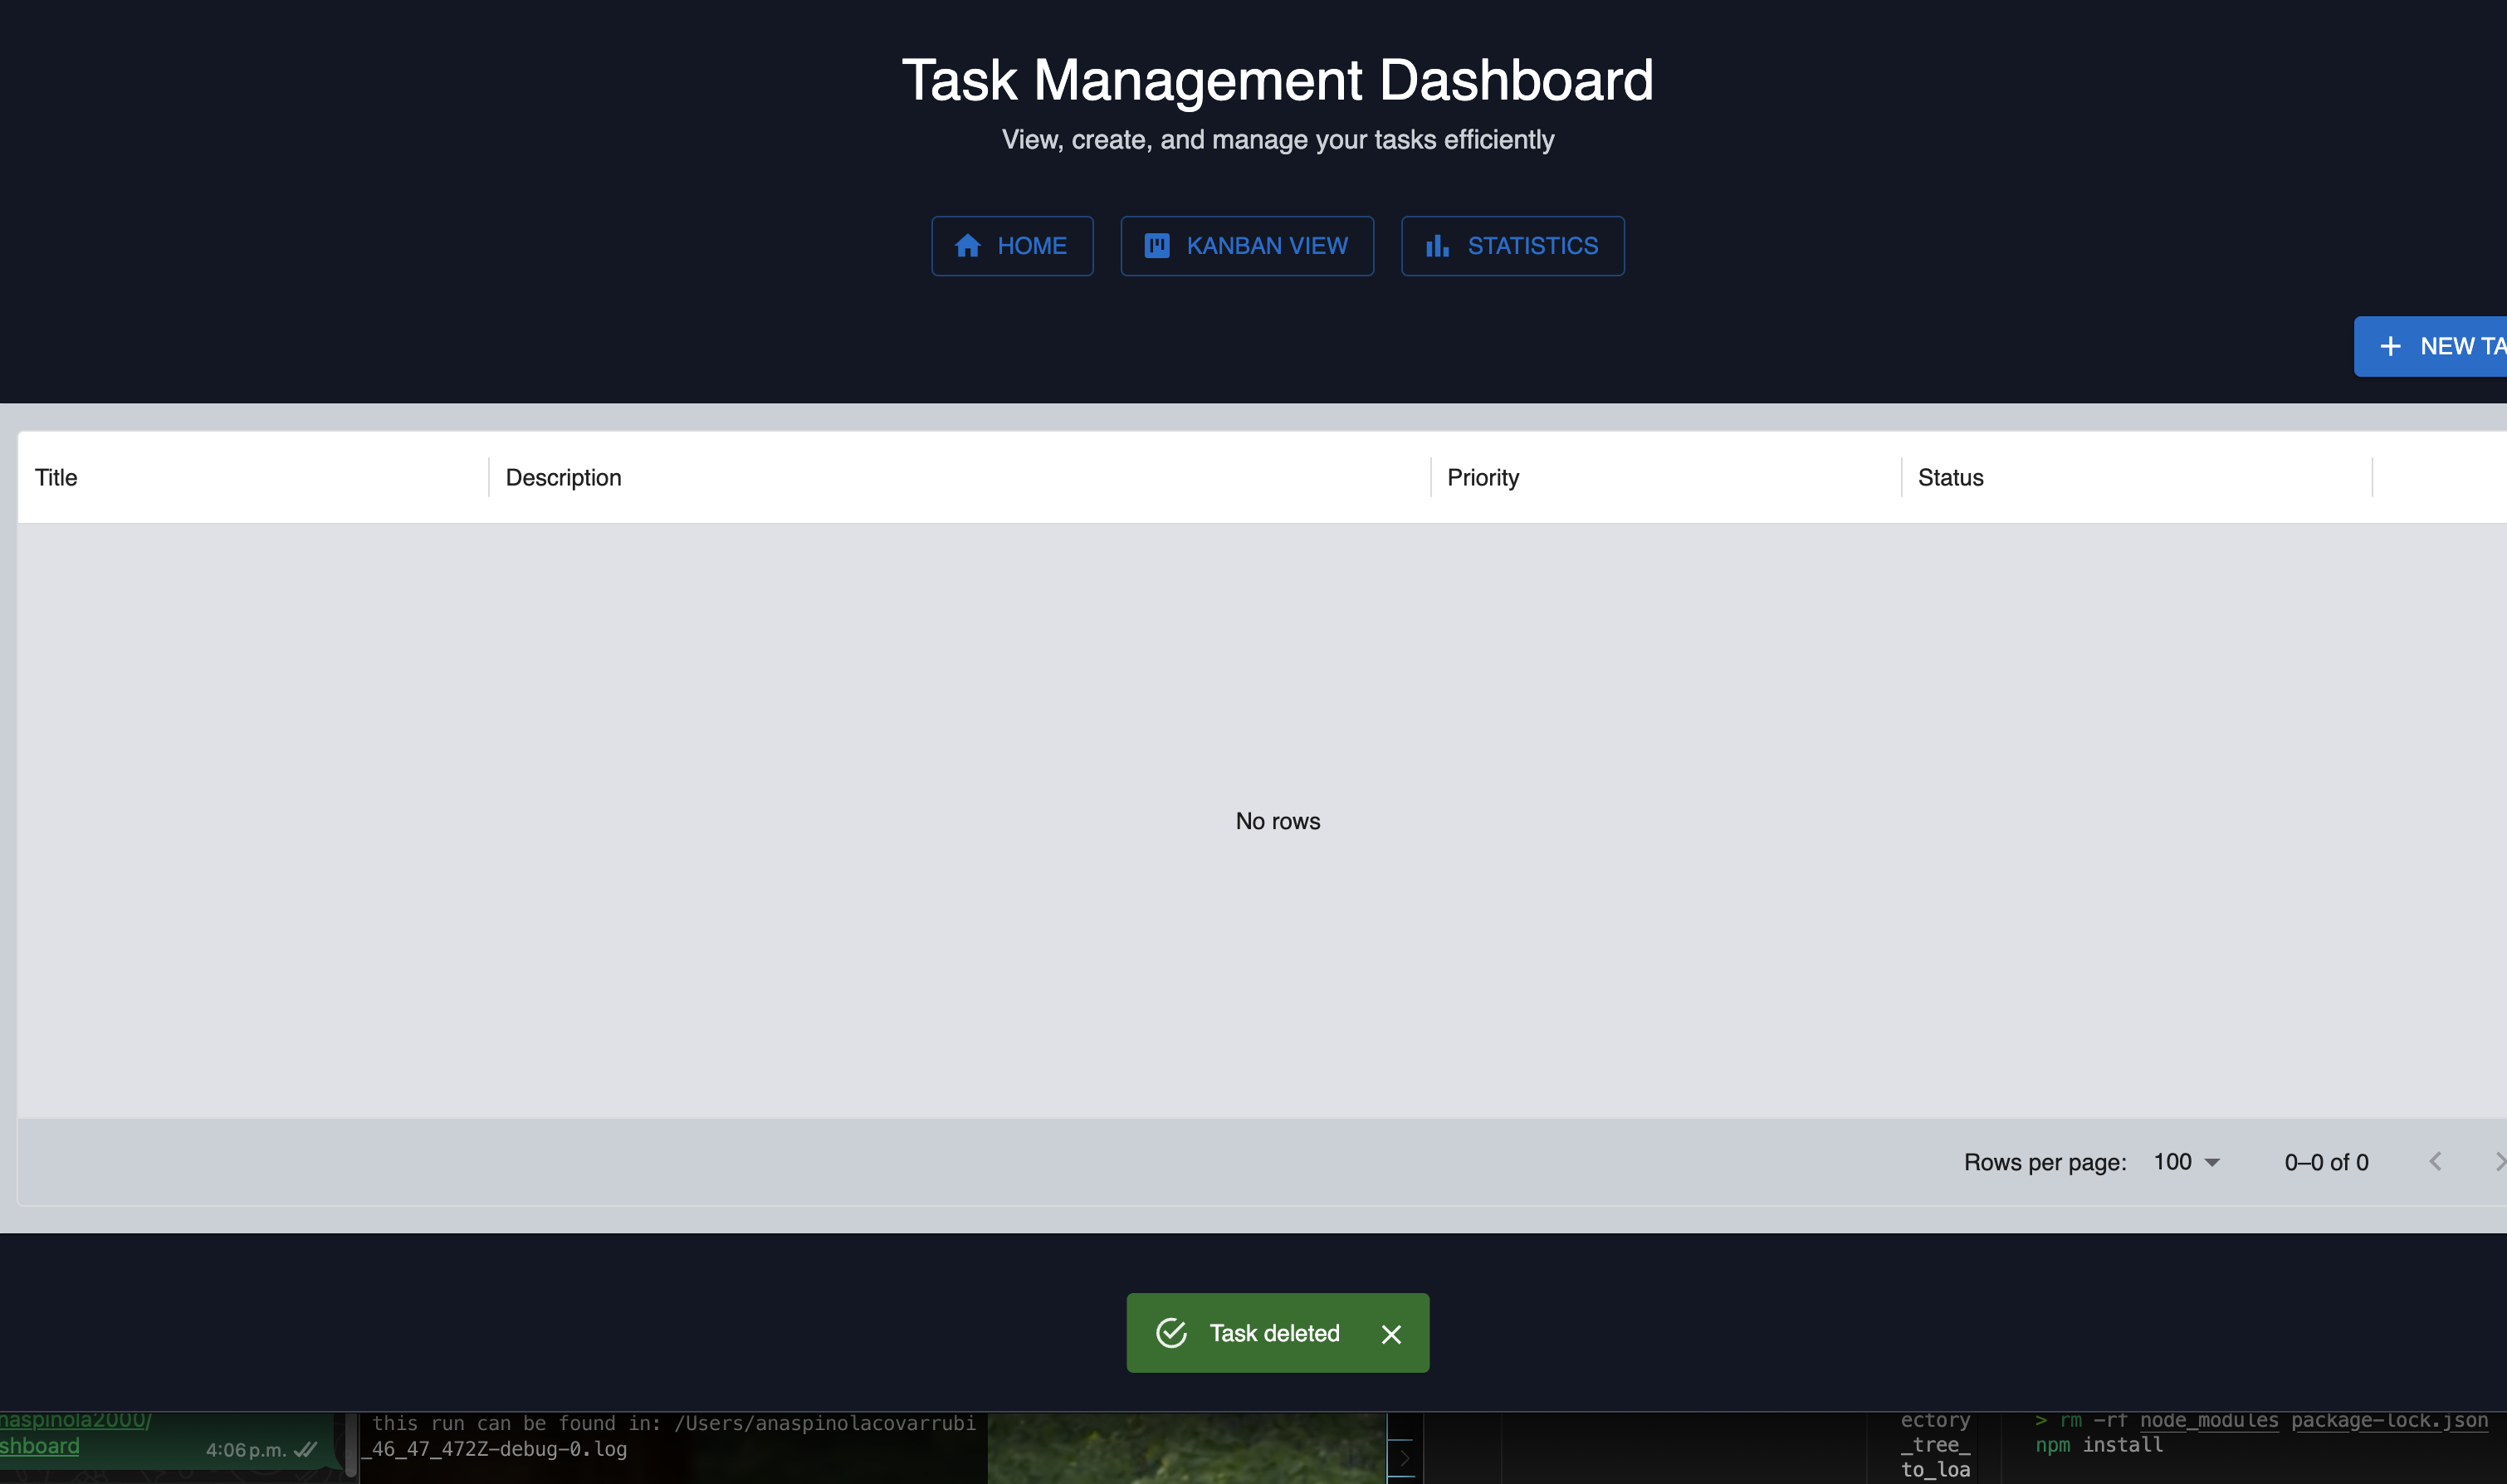 Task Management Dashboard
View, create, and manage your tasks efficiently
HOME
KANBAN VIEW
STATISTICS
+ NEW TA
Title
Description
Priority
Status
No rows
Rows per page: 100
0–0 of 0
Task deleted
naspinola2000/
shboard
4:06 p.m.
this run can be found in: /Users/anaspinolacovarrubi
_46_47_472Z-debug-0.log
ectory
_tree_
to_loa
> rm -rf node_modules package-lock.json
npm install